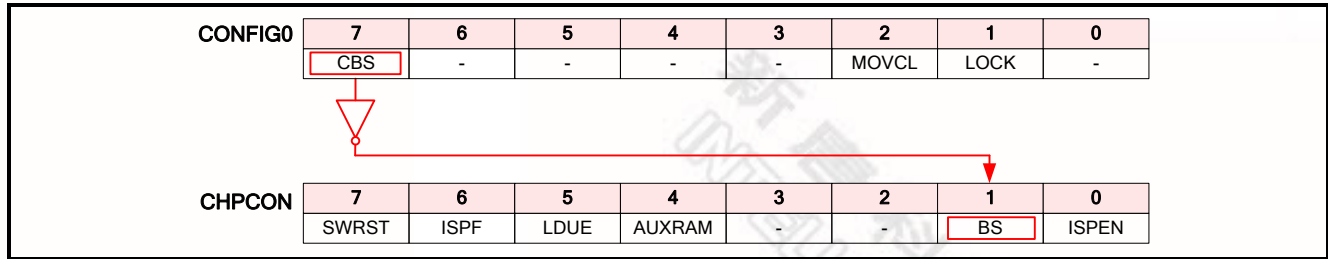 CONFIG0 7 6 5 4 3 2 1 0
CBS - - - - MOVCL LOCK -
CHPCON 7 6 5 4 3 2 1 0
SWRST ISPF LDUE AUXRAM - - BS ISPEN